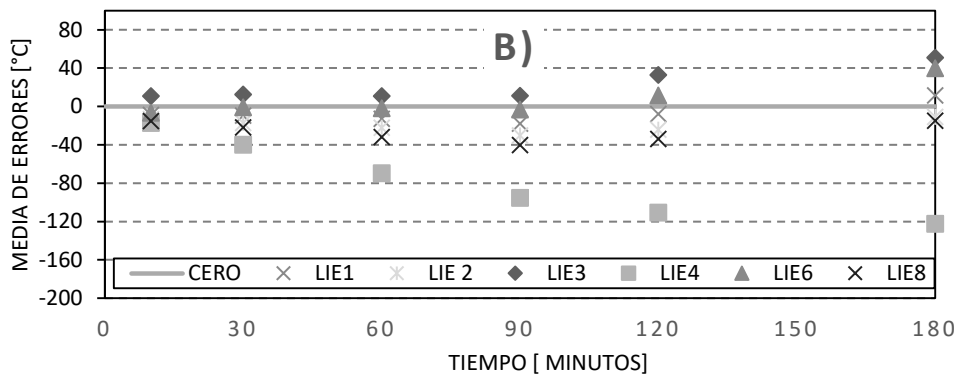 80
40
0
-40
-80
-120
-160
-200
MEDIA DE ERRORES [°C]
B)
CERO LIE1 LIE 2 LIE3 LIE4 LIE6 LIE8
0 30 60 90 120 150 180
TIEMPO [ MINUTOS]